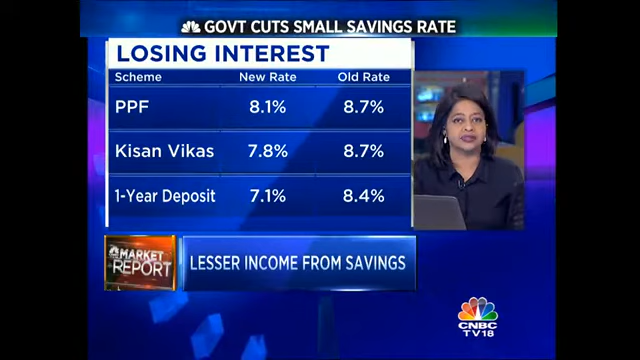 GOVT CUTS SMALL SAVINGS RATE
LOSING INTEREST
Scheme New Rate Old Rate
PPF 8.1% 8.7%
Kisan Vikas 7.8% 8.7%
1-Year Deposit 7.1% 8.4%
MARKET
REPORT
LESSER INCOME FROM SAVINGS
CNBC
TV18